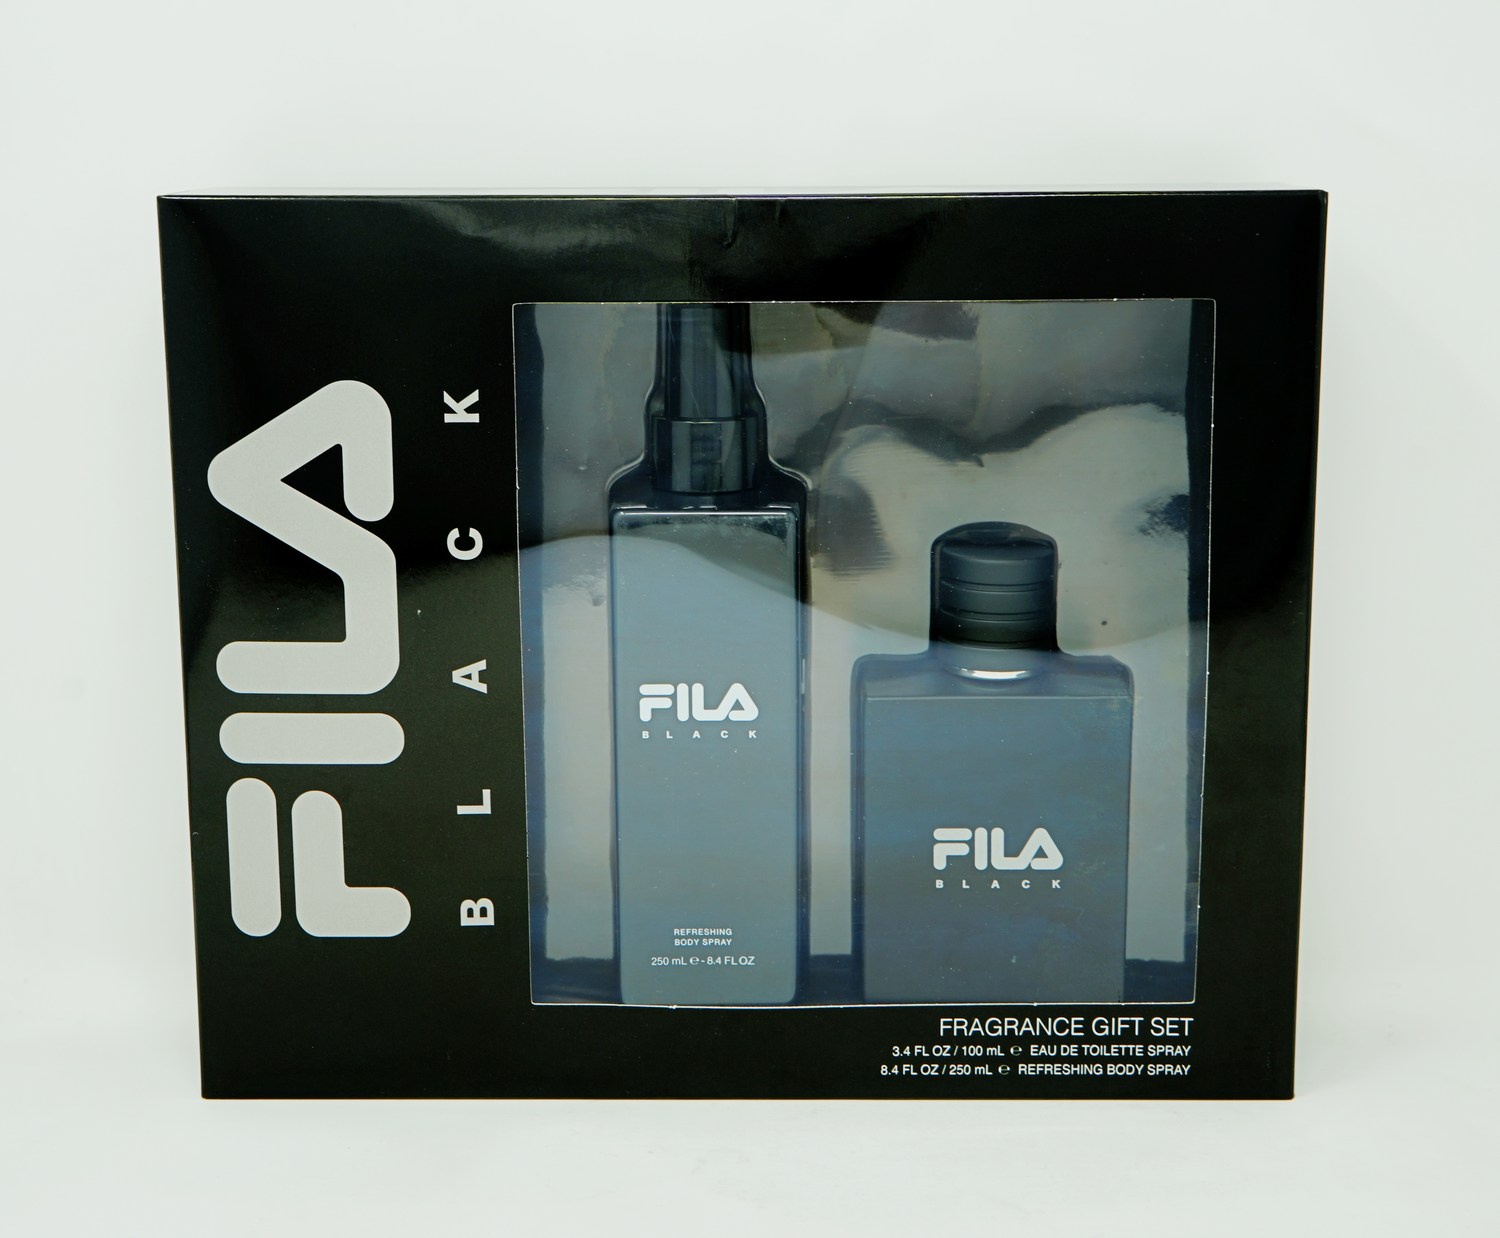 FILA
BLACK
FILA
BLACK
REFRESHING
BODY SPRAY
250 mL ℮ - 8.4 FL OZ
FILA
BLACK
FRAGRANCE GIFT SET
3.4 FL OZ / 100 mL ℮ EAU DE TOILETTE SPRAY
8.4 FL OZ / 250 mL ℮ REFRESHING BODY SPRAY